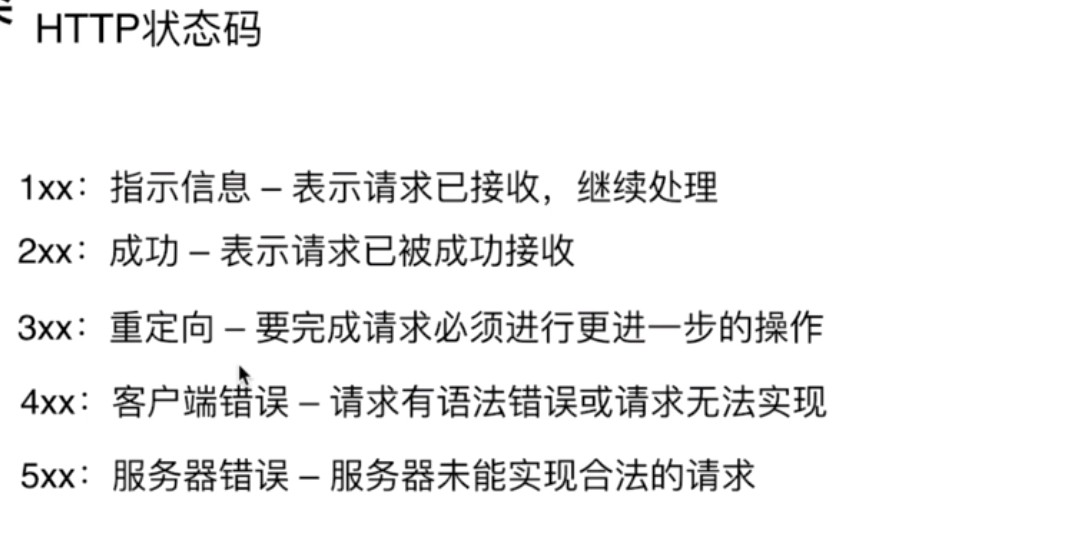 HTTP状态码
1xx：指示信息 – 表示请求已接收，继续处理
2xx：成功 – 表示请求已被成功接收
3xx：重定向 – 要完成请求必须进行更进一步的操作
4xx：客户端错误 – 请求有语法错误或请求无法实现
5xx：服务器错误 – 服务器未能实现合法的请求